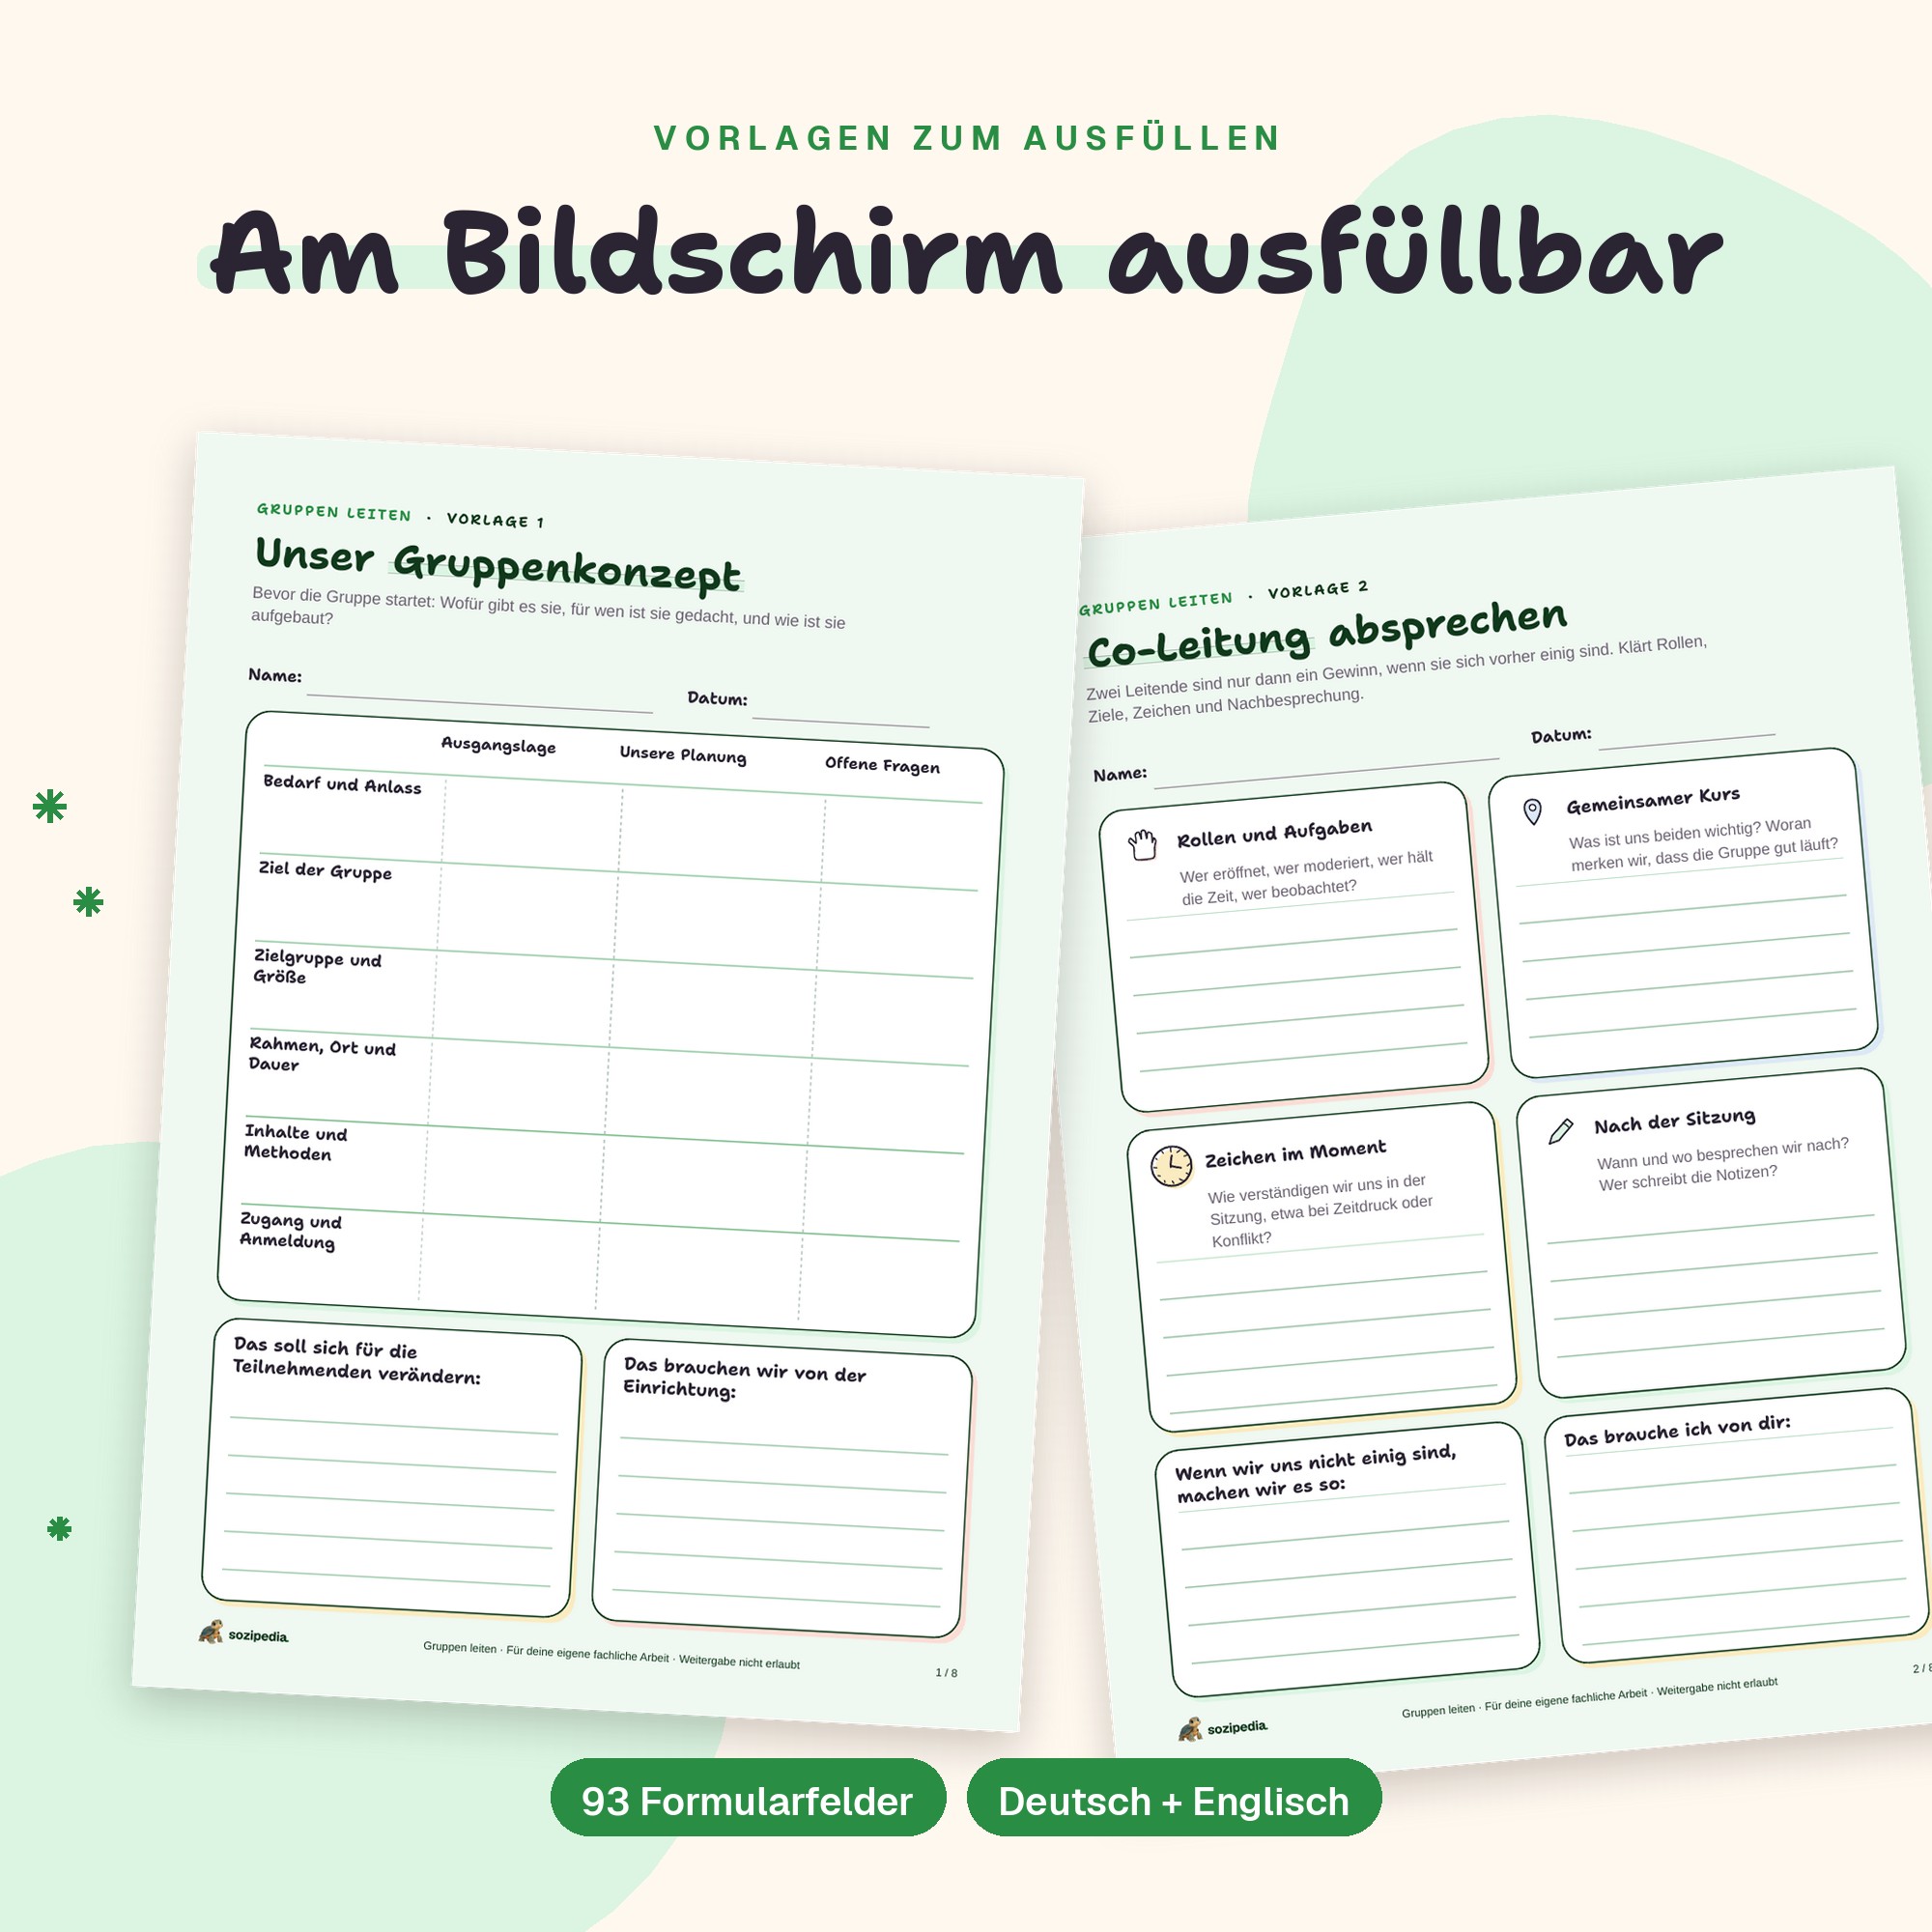 VORLAGEN ZUM AUSFÜLLEN
Am Bildschirm ausfüllbar
GRUPPEN LEITEN · VORLAGE 1
Unser Gruppenkonzept
Bevor die Gruppe startet: Wofür gibt es sie, für wen ist sie gedacht, und wie ist sie
aufgebaut?
Name:
Datum:
Ausgangslage
Unsere Planung
Offene Fragen
Bedarf und Anlass
Ziel der Gruppe
Zielgruppe und
Größe
Rahmen, Ort und
Dauer
Inhalte und
Methoden
Zugang und
Anmeldung
Das soll sich für die
Teilnehmenden verändern:
Das brauchen wir von der
Einrichtung:
sozipedia.
Gruppen leiten · Für deine eigene fachliche Arbeit · Weitergabe nicht erlaubt
1 / 8
GRUPPEN LEITEN · VORLAGE 2
Co-Leitung absprechen
Zwei Leitende sind nur dann ein Gewinn, wenn sie sich vorher einig sind. Klärt Rollen,
Ziele, Zeichen und Nachbesprechung.
Name:
Datum:
Rollen und Aufgaben
Wer eröffnet, wer moderiert, wer hält
die Zeit, wer beobachtet?
Gemeinsamer Kurs
Was ist uns beiden wichtig? Woran
merken wir, dass die Gruppe gut läuft?
Zeichen im Moment
Wie verständigen wir uns in der
Sitzung, etwa bei Zeitdruck oder
Konflikt?
Nach der Sitzung
Wann und wo besprechen wir nach?
Wer schreibt die Notizen?
Wenn wir uns nicht einig sind,
machen wir es so:
Das brauche ich von dir:
sozipedia.
Gruppen leiten · Für deine eigene fachliche Arbeit · Weitergabe nicht erlaubt
2 / 8
93 Formularfelder
Deutsch + Englisch